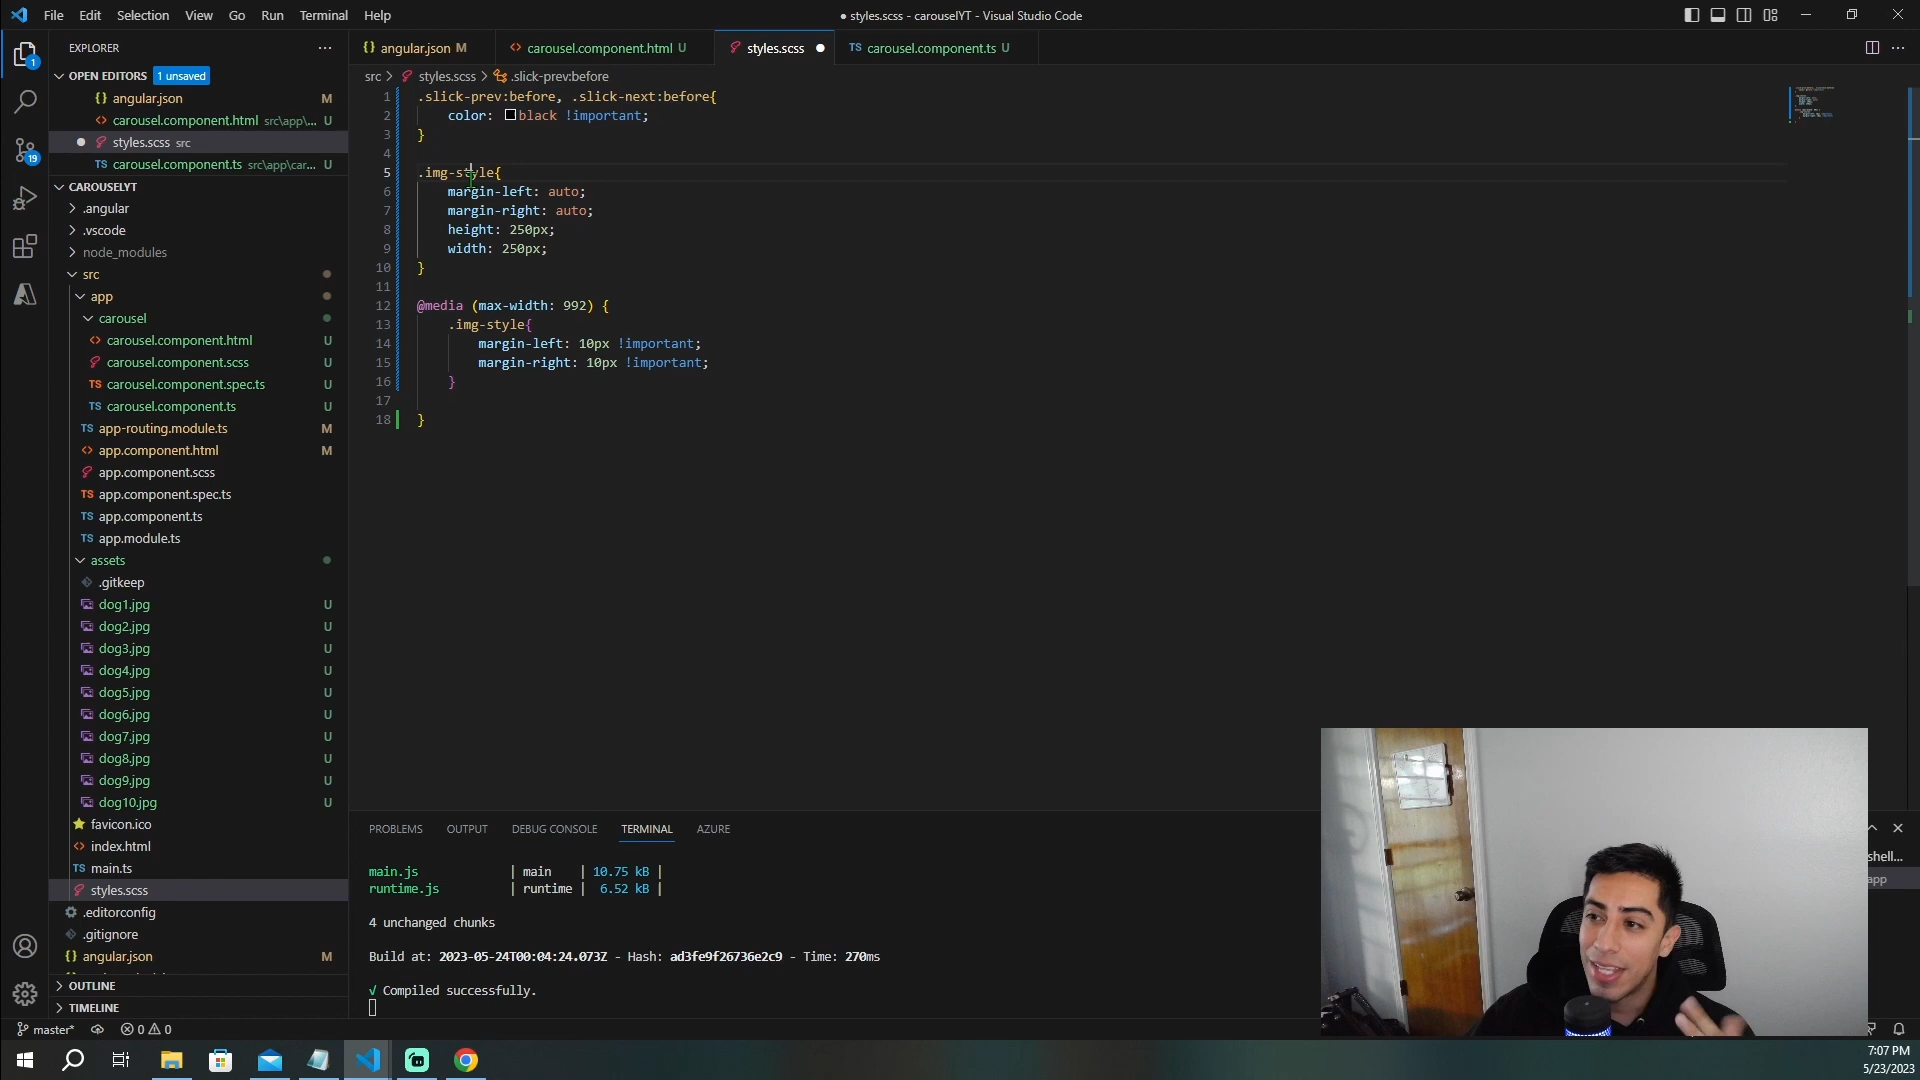 File Edit Selection View Go Run Terminal Help
● styles.scss - carouselYT - Visual Studio Code
EXPLORER
{} angular.json M
<> carousel.component.html U
styles.scss ●
TS carousel.component.ts U
OPEN EDITORS 1 unsaved
{} angular.json M
<> carousel.component.html src\app\... U
● styles.scss src
TS carousel.component.ts src\app\car... U
CAROUSELYT
.angular
.vscode
node_modules
src
app
carousel
<> carousel.component.html U
carousel.component.scss U
TS carousel.component.spec.ts U
TS carousel.component.ts U
TS app-routing.module.ts M
<> app.component.html M
app.component.scss
TS app.component.spec.ts
TS app.component.ts
TS app.module.ts
assets
.gitkeep
dog1.jpg U
dog2.jpg U
dog3.jpg U
dog4.jpg U
dog5.jpg U
dog6.jpg U
dog7.jpg U
dog8.jpg U
dog9.jpg U
dog10.jpg U
favicon.ico
<> index.html
TS main.ts
styles.scss
.editorconfig
.gitignore
{} angular.json M
OUTLINE
TIMELINE
src > styles.scss > .slick-prev:before
1 .slick-prev:before, .slick-next:before{
2 color: black !important;
3 }
4
5 .img-style{
6 margin-left: auto;
7 margin-right: auto;
8 height: 250px;
9 width: 250px;
10 }
11
12 @media (max-width: 992) {
13 .img-style{
14 margin-left: 10px !important;
15 margin-right: 10px !important;
16 }
17
18 }
PROBLEMS OUTPUT DEBUG CONSOLE TERMINAL AZURE
main.js | main | 10.75 kB |
runtime.js | runtime | 6.52 kB |
4 unchanged chunks
Build at: 2023-05-24T00:04:24.073Z - Hash: ad3fe9f26736e2c9 - Time: 270ms
√ Compiled successfully.
shell...
app
1
19
master* 0 0
7:07 PM
5/23/2023